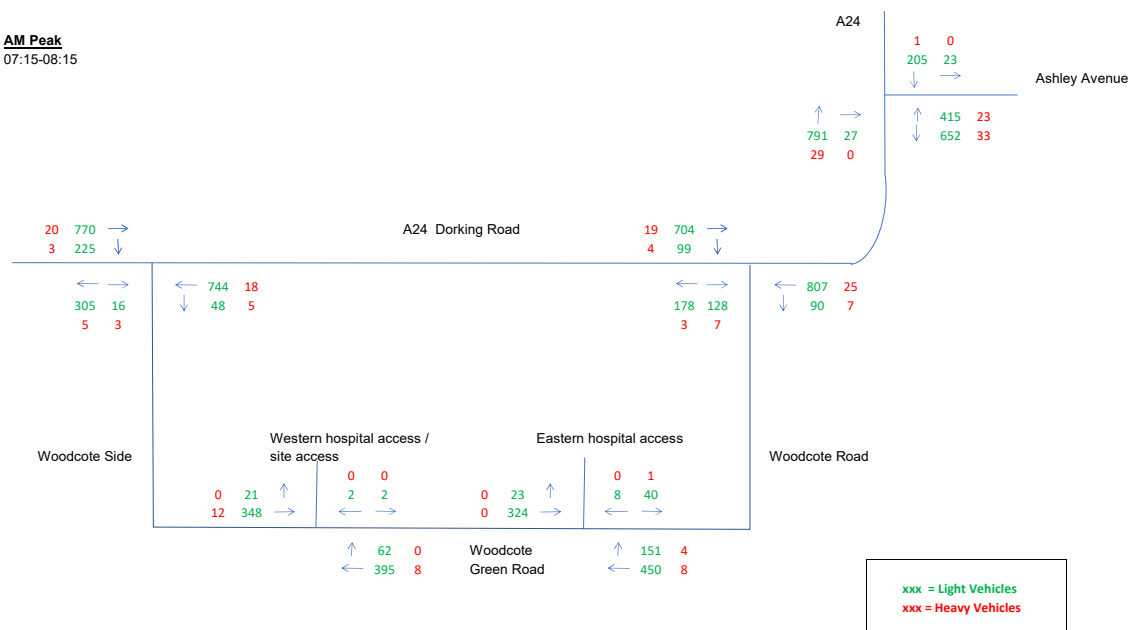 A24
AM Peak
07:15-08:15
1 0
205 23
Ashley Avenue
415 23
652 33
791 27
29 0
20 770
3 225
A24 Dorking Road
19 704
4 99
305 16
5 3
744 18
48 5
178 128
3 7
807 25
90 7
Woodcote Side
Western hospital access /
site access
Eastern hospital access
Woodcote Road
0 21
12 348
0 0
2 2
0 23
0 324
0 1
8 40
62 0
395 8
Woodcote
Green Road
151 4
450 8
xxx = Light Vehicles
xxx = Heavy Vehicles